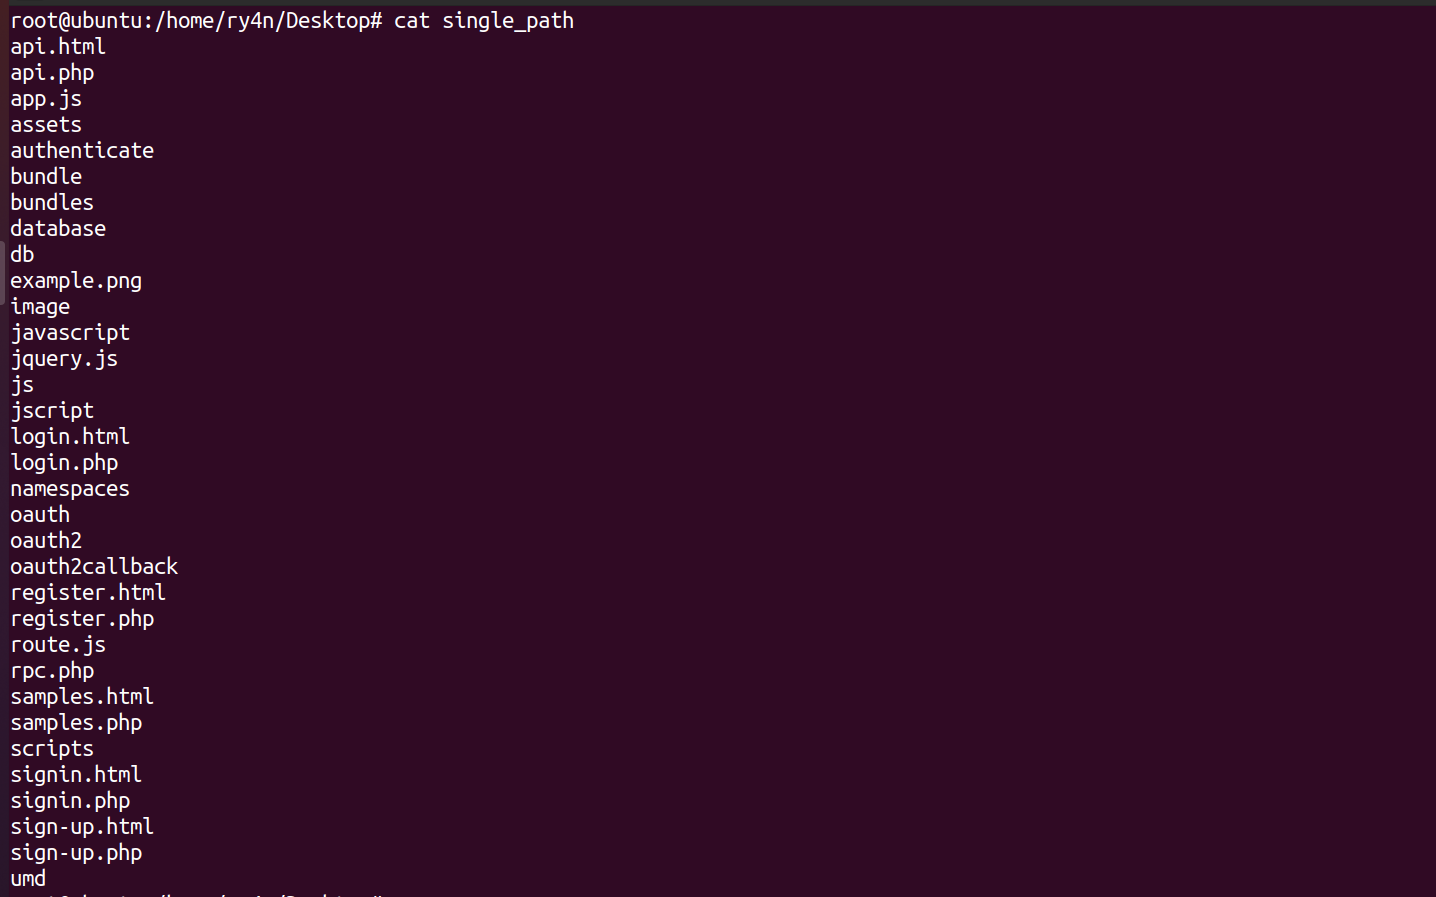 root@ubuntu:/home/ry4n/Desktop# cat single_path
api.html
api.php
app.js
assets
authenticate
bundle
bundles
database
db
example.png
image
javascript
jquery.js
js
jscript
login.html
login.php
namespaces
oauth
oauth2
oauth2callback
register.html
register.php
route.js
rpc.php
samples.html
samples.php
scripts
signin.html
signin.php
sign-up.html
sign-up.php
umd